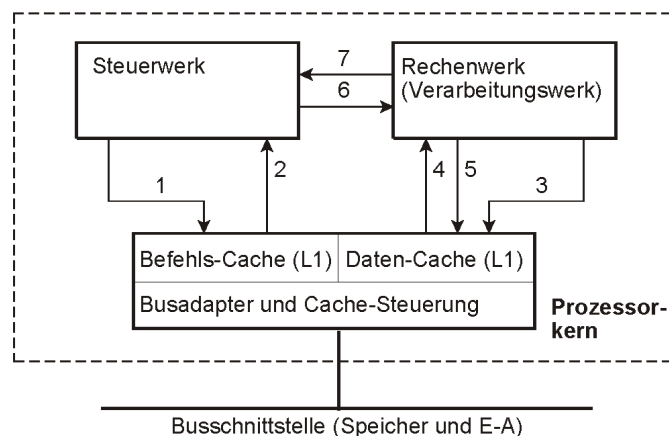 Steuerwerk
7
6
Rechenwerk
(Verarbeitungswerk)
1
2
4
5
3
Befehls-Cache (L1)
Daten-Cache (L1)
Busadapter und Cache-Steuerung
Prozessor-
kern
Busschnittstelle (Speicher und E-A)